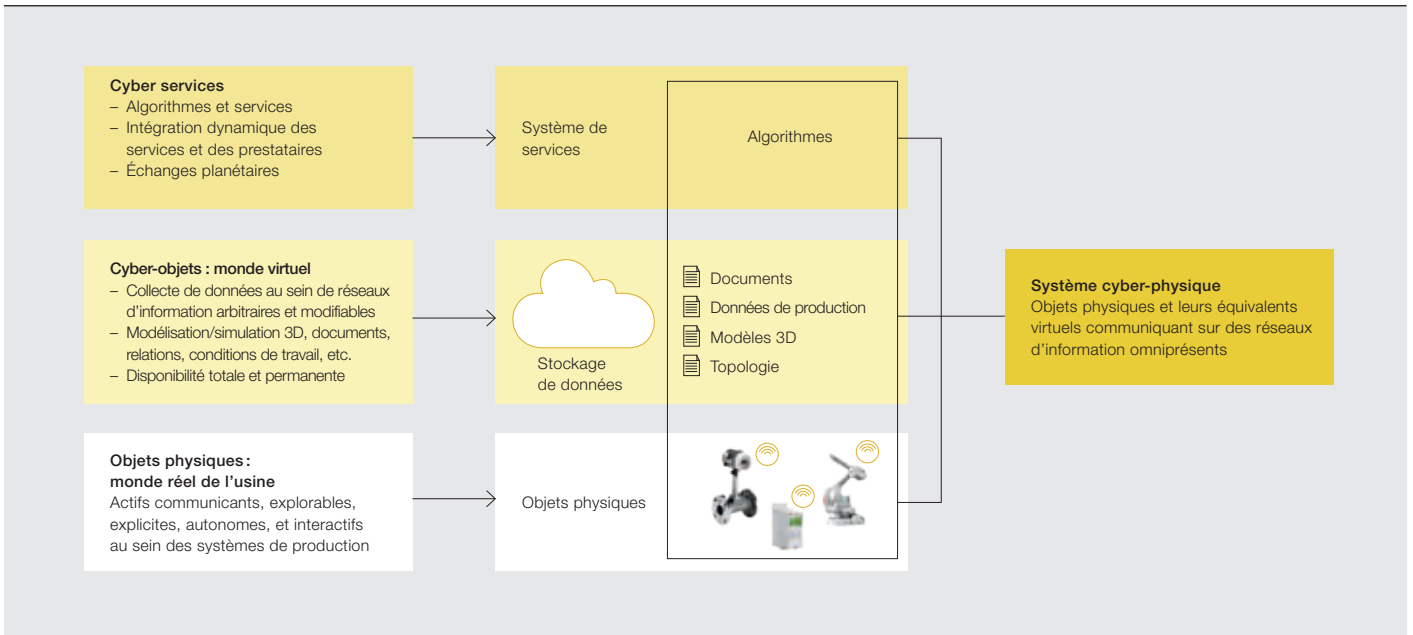 Cyber services
– Algorithmes et services
– Intégration dynamique des
services et des prestataires
– Échanges planétaires
Système de
services
Algorithmes
Cyber-objets : monde virtuel
– Collecte de données au sein de réseaux
d'information arbitraires et modifiables
– Modélisation/simulation 3D, documents,
relations, conditions de travail, etc.
– Disponibilité totale et permanente
Stockage
de données
Documents
Données de production
Modèles 3D
Topologie
Système cyber-physique
Objets physiques et leurs équivalents
virtuels communiquant sur des réseaux
d'information omniprésents
Objets physiques :
monde réel de l'usine
Actifs communicants, explorables,
explicites, autonomes, et interactifs
au sein des systèmes de production
Objets physiques